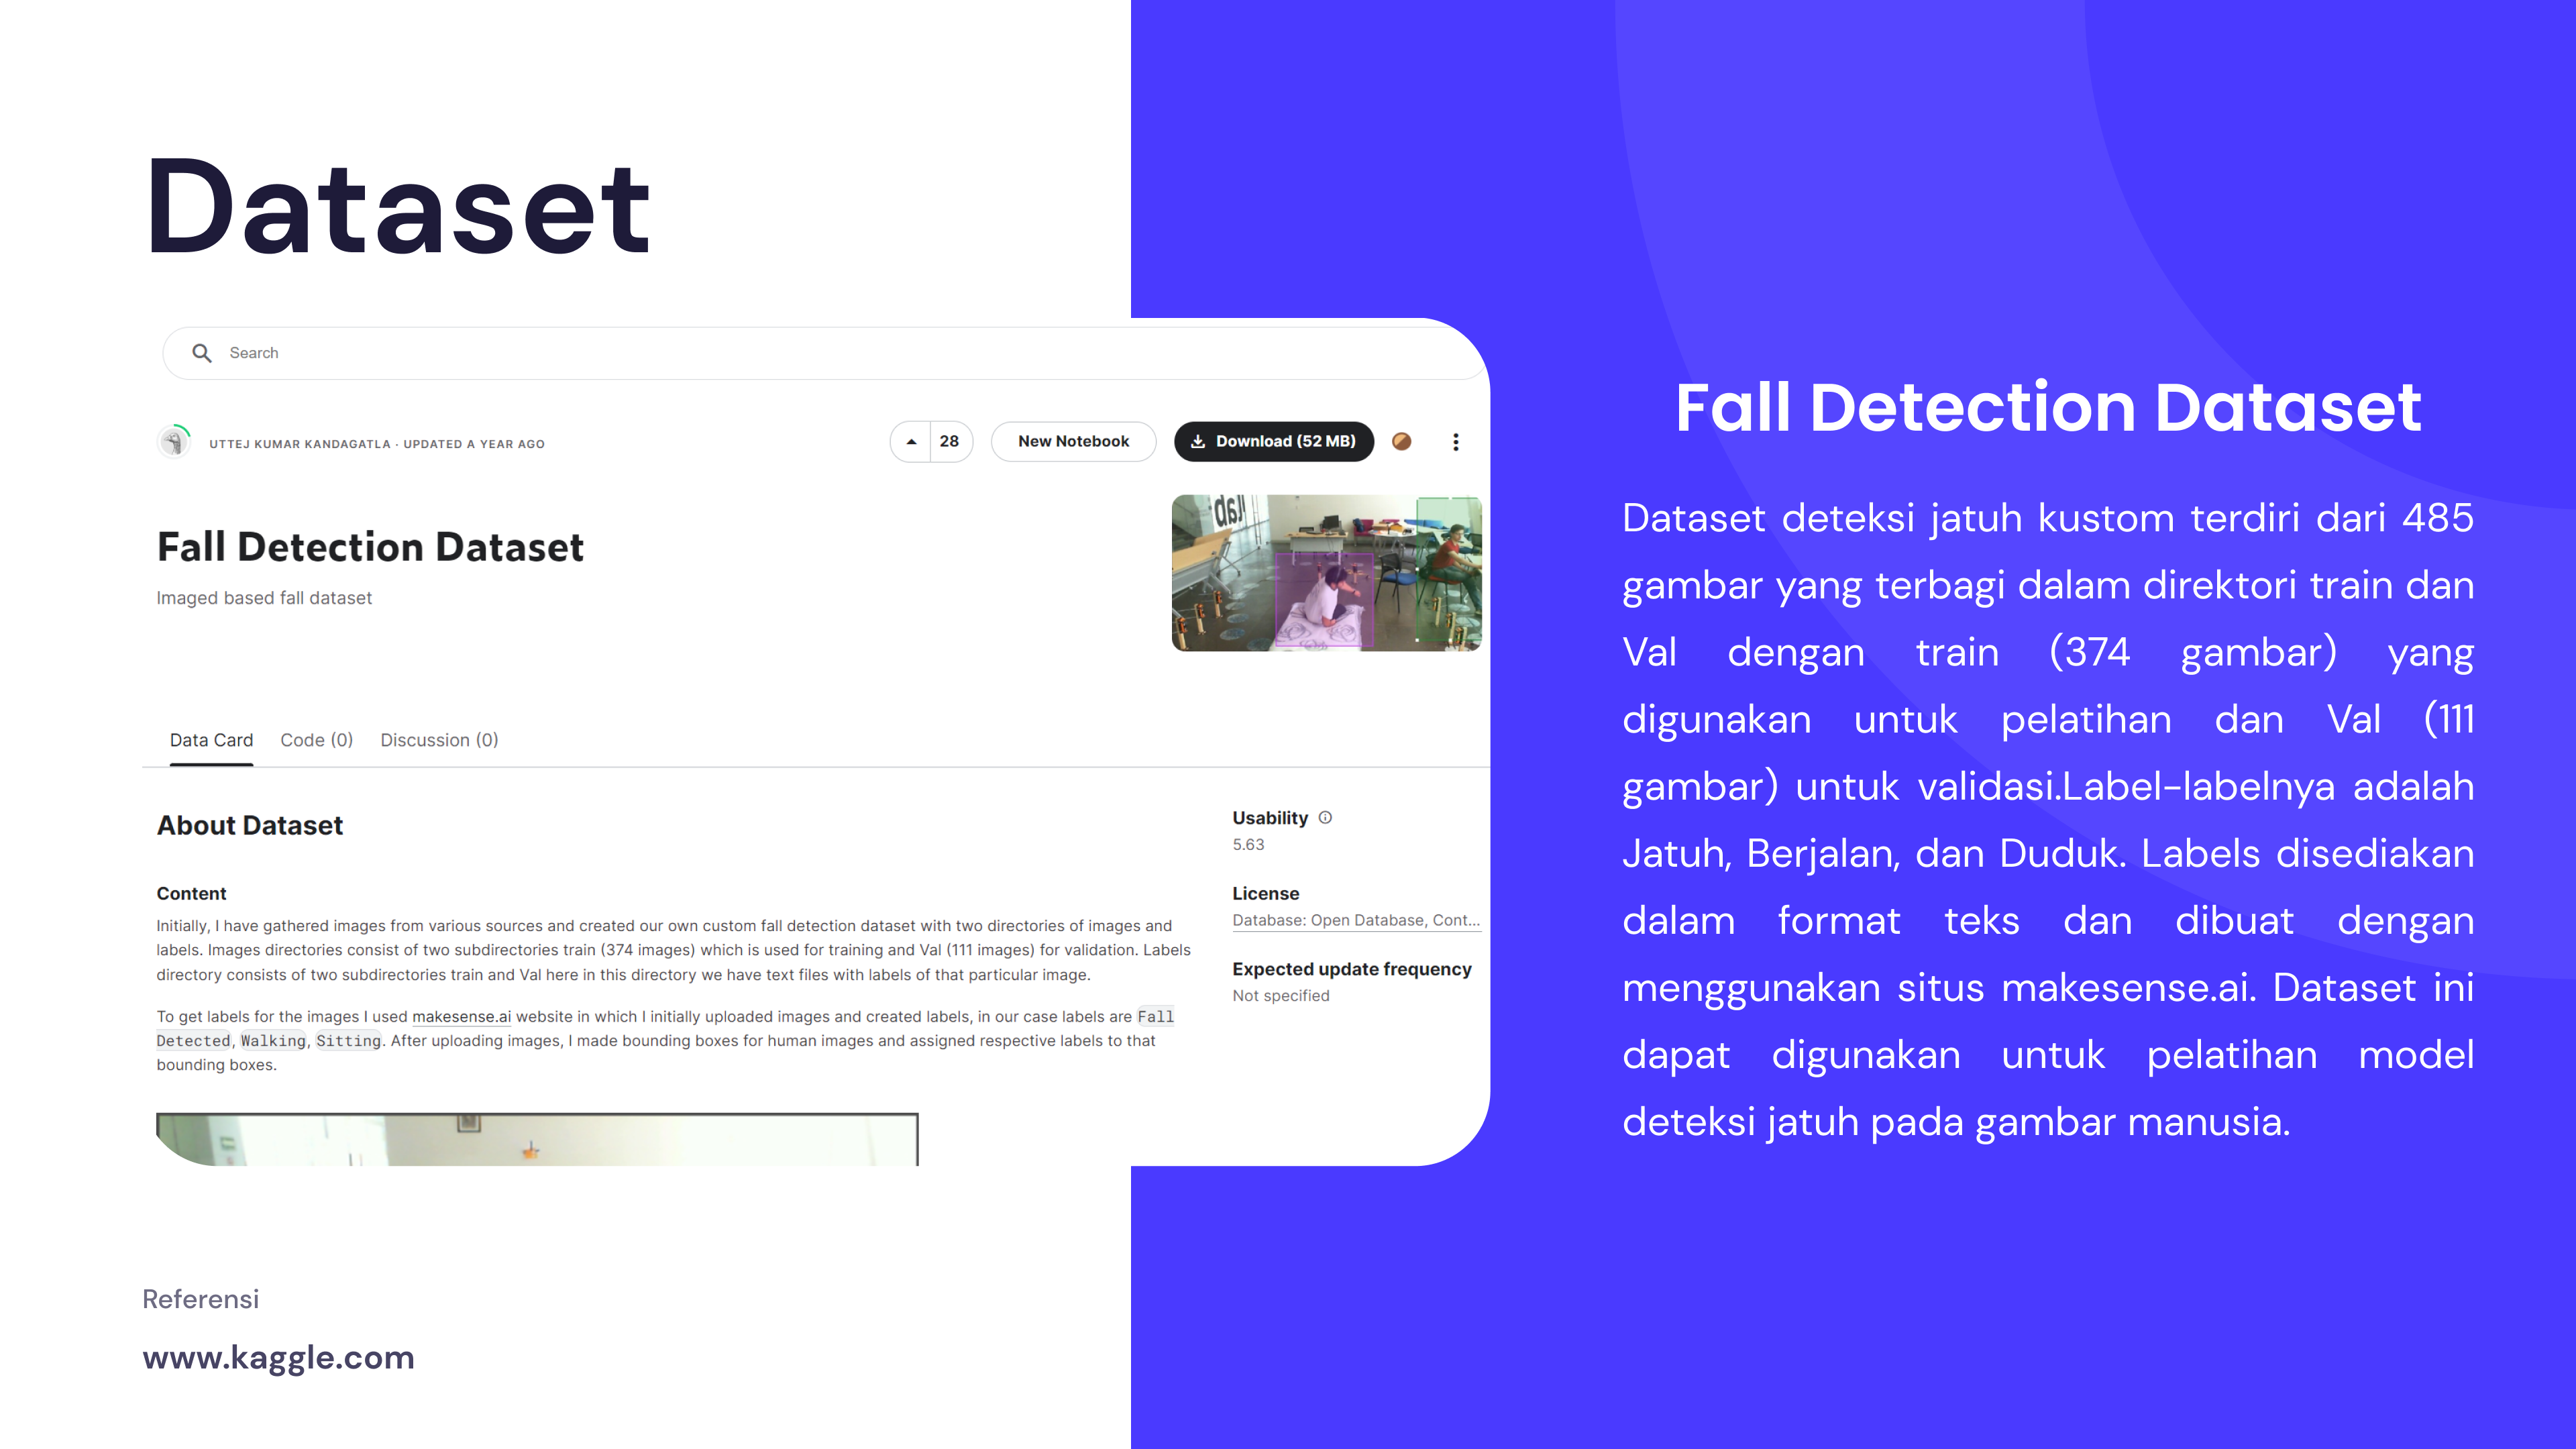 Dataset
Search
UTTEJ KUMAR KANDAGATLA · UPDATED A YEAR AGO
28
New Notebook
Download (52 MB)
Fall Detection Dataset
Imaged based fall dataset
Data Card
Code (0)
Discussion (0)
About Dataset
Content
Initially, I have gathered images from various sources and created our own custom fall detection dataset with two directories of images and
labels. Images directories consist of two subdirectories train (374 images) which is used for training and Val (111 images) for validation. Labels
directory consists of two subdirectories train and Val here in this directory we have text files with labels of that particular image.
To get labels for the images I used makesense.ai website in which I initially uploaded images and created labels, in our case labels are Fall
Detected, Walking, Sitting. After uploading images, I made bounding boxes for human images and assigned respective labels to that
bounding boxes.
Usability
5.63
License
Database: Open Database, Cont...
Expected update frequency
Not specified
Referensi
www.kaggle.com
Fall Detection Dataset
Dataset deteksi jatuh kustom terdiri dari 485
gambar yang terbagi dalam direktori train dan
Val dengan train (374 gambar) yang
digunakan untuk pelatihan dan Val (111
gambar) untuk validasi.Label-labelnya adalah
Jatuh, Berjalan, dan Duduk. Labels disediakan
dalam format teks dan dibuat dengan
menggunakan situs makesense.ai. Dataset ini
dapat digunakan untuk pelatihan model
deteksi jatuh pada gambar manusia.